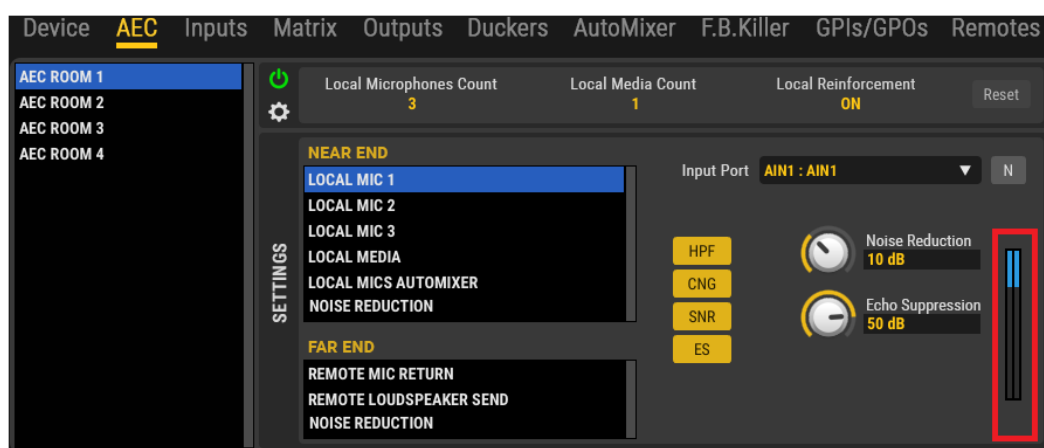 Device AEC Inputs Matrix Outputs Duckers AutoMixer F.B.Killer GPIs/GPOs Remotes
AEC ROOM 1
AEC ROOM 2
AEC ROOM 3
AEC ROOM 4
Local Microphones Count
3
Local Media Count
1
Local Reinforcement
ON
Reset
SETTINGS
NEAR END
LOCAL MIC 1
LOCAL MIC 2
LOCAL MIC 3
LOCAL MEDIA
LOCAL MICS AUTOMIXER
NOISE REDUCTION
FAR END
REMOTE MIC RETURN
REMOTE LOUDSPEAKER SEND
NOISE REDUCTION
Input Port AIN1 : AIN1 N
HPF
CNG
SNR
ES
Noise Reduction
10 dB
Echo Suppression
50 dB